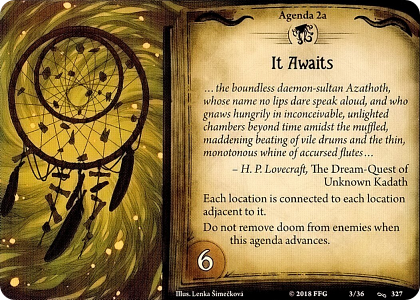 Agenda 2a
It Awaits
… the boundless daemon-sultan Azathoth,
whose name no lips dare speak aloud, and who
gnaws hungrily in inconceivable, unlighted
chambers beyond time amidst the muffled,
maddening beating of vile drums and the thin,
monotonous whine of accursed flutes…
– H. P. Lovecraft, The Dream-Quest of
Unknown Kadath
Each location is connected to each location
adjacent to it.
Do not remove doom from enemies when
this agenda advances.
6
Illus. Lenka Šimečková
© 2018 FFG
3/36
327